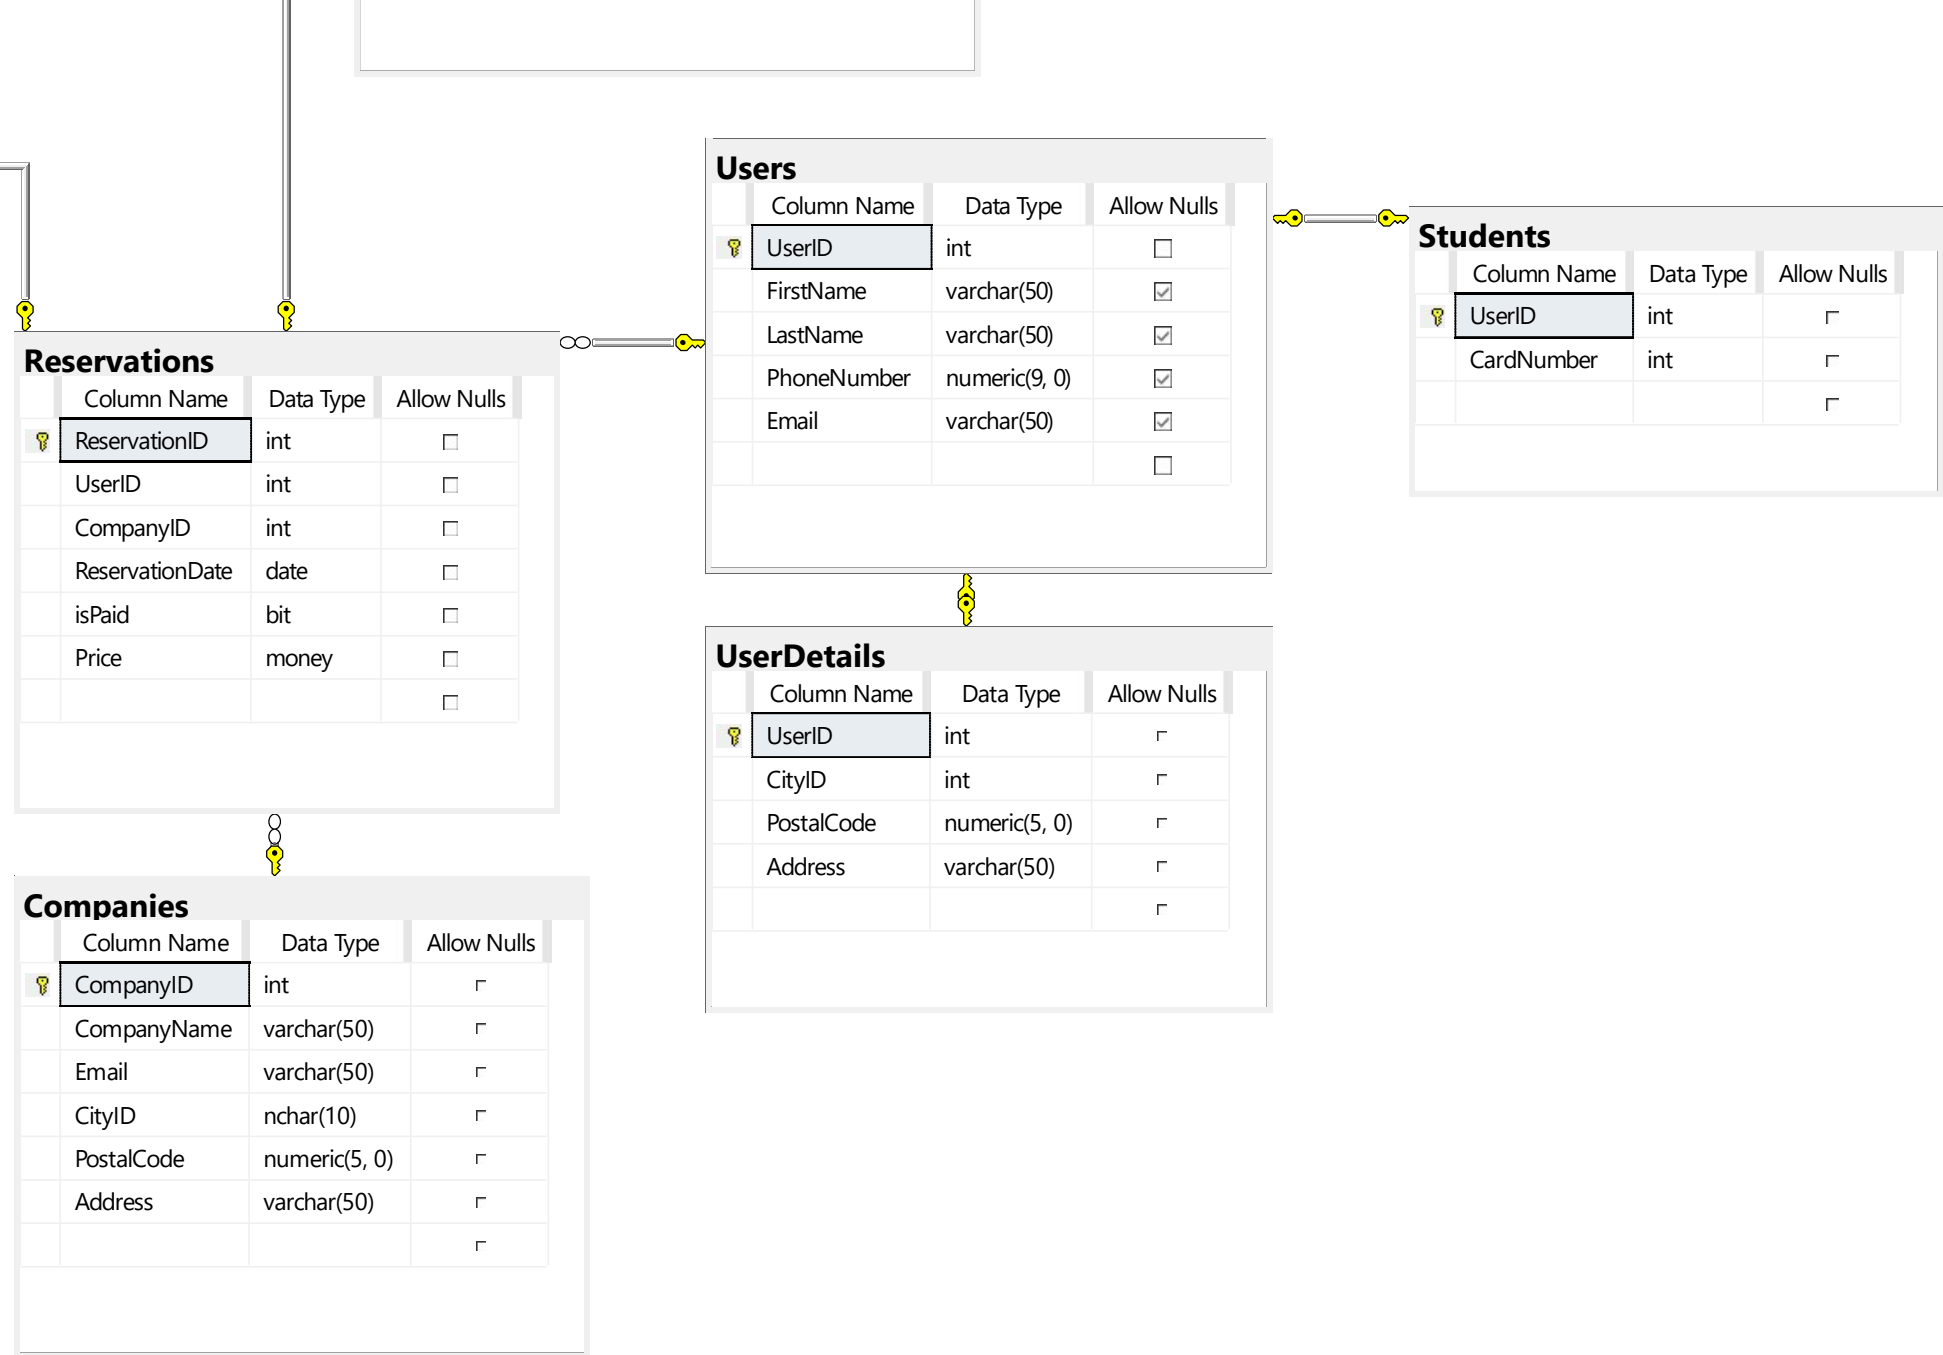 Users
Column Name Data Type Allow Nulls
UserID int
FirstName varchar(50)
LastName varchar(50)
PhoneNumber numeric(9, 0)
Email varchar(50)
Students
Column Name Data Type Allow Nulls
UserID int
CardNumber int
Reservations
Column Name Data Type Allow Nulls
ReservationID int
UserID int
CompanyID int
ReservationDate date
isPaid bit
Price money
UserDetails
Column Name Data Type Allow Nulls
UserID int
CityID int
PostalCode numeric(5, 0)
Address varchar(50)
Companies
Column Name Data Type Allow Nulls
CompanyID int
CompanyName varchar(50)
Email varchar(50)
CityID nchar(10)
PostalCode numeric(5, 0)
Address varchar(50)